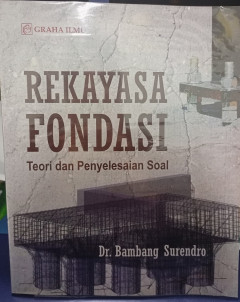 GRAHA ILMU
REKAYASA
FONDASI
Teori dan Penyelesaian Soal
Dr. Bambang Surendro